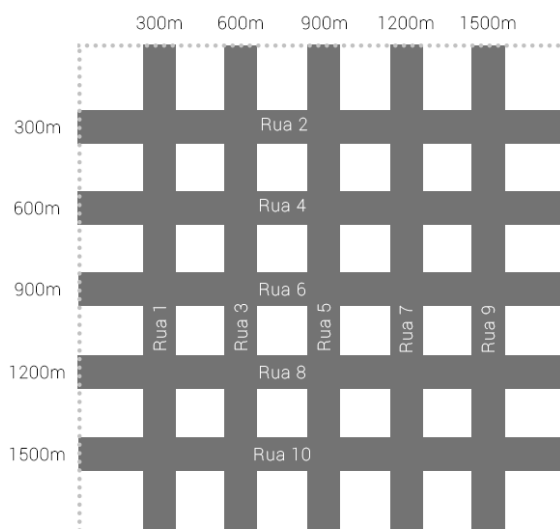 300m 600m 900m 1200m 1500m
300m
Rua 2
600m
Rua 4
900m
Rua 6
Rua 1
Rua 3
Rua 5
Rua 7
Rua 9
1200m
Rua 8
1500m
Rua 10